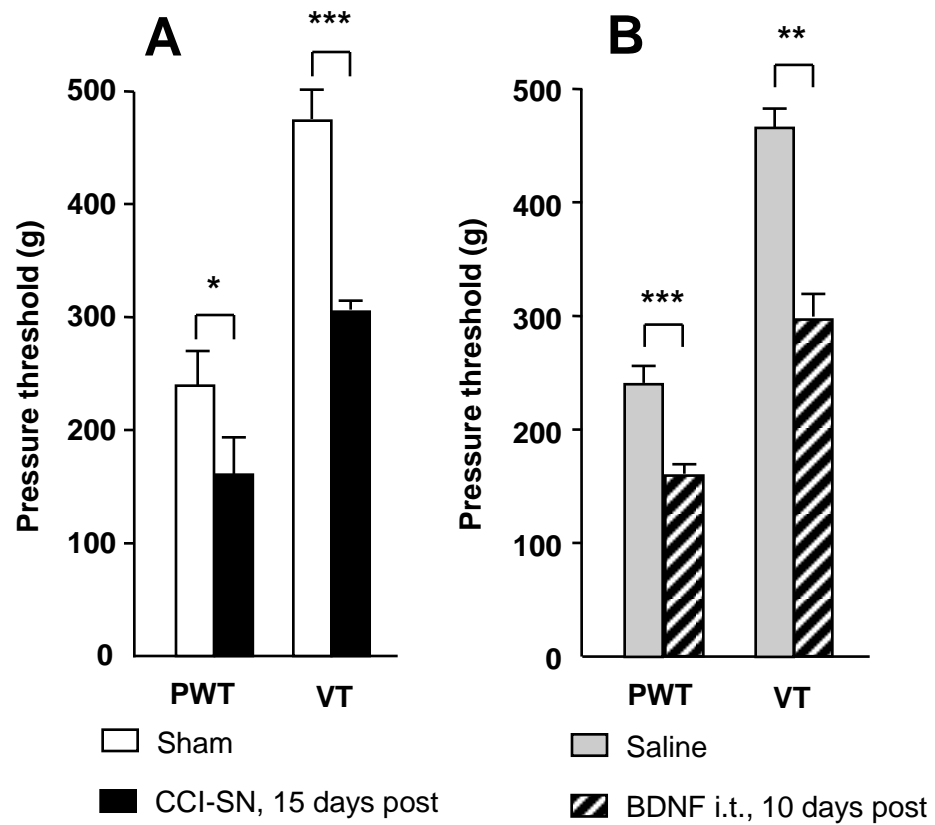 A
***
500
400
300
200
100
0
Pressure threshold (g)
*
PWT
VT
Sham
CCI-SN, 15 days post
B
**
500
400
300
200
100
0
Pressure threshold (g)
***
PWT
VT
Saline
BDNF i.t., 10 days post